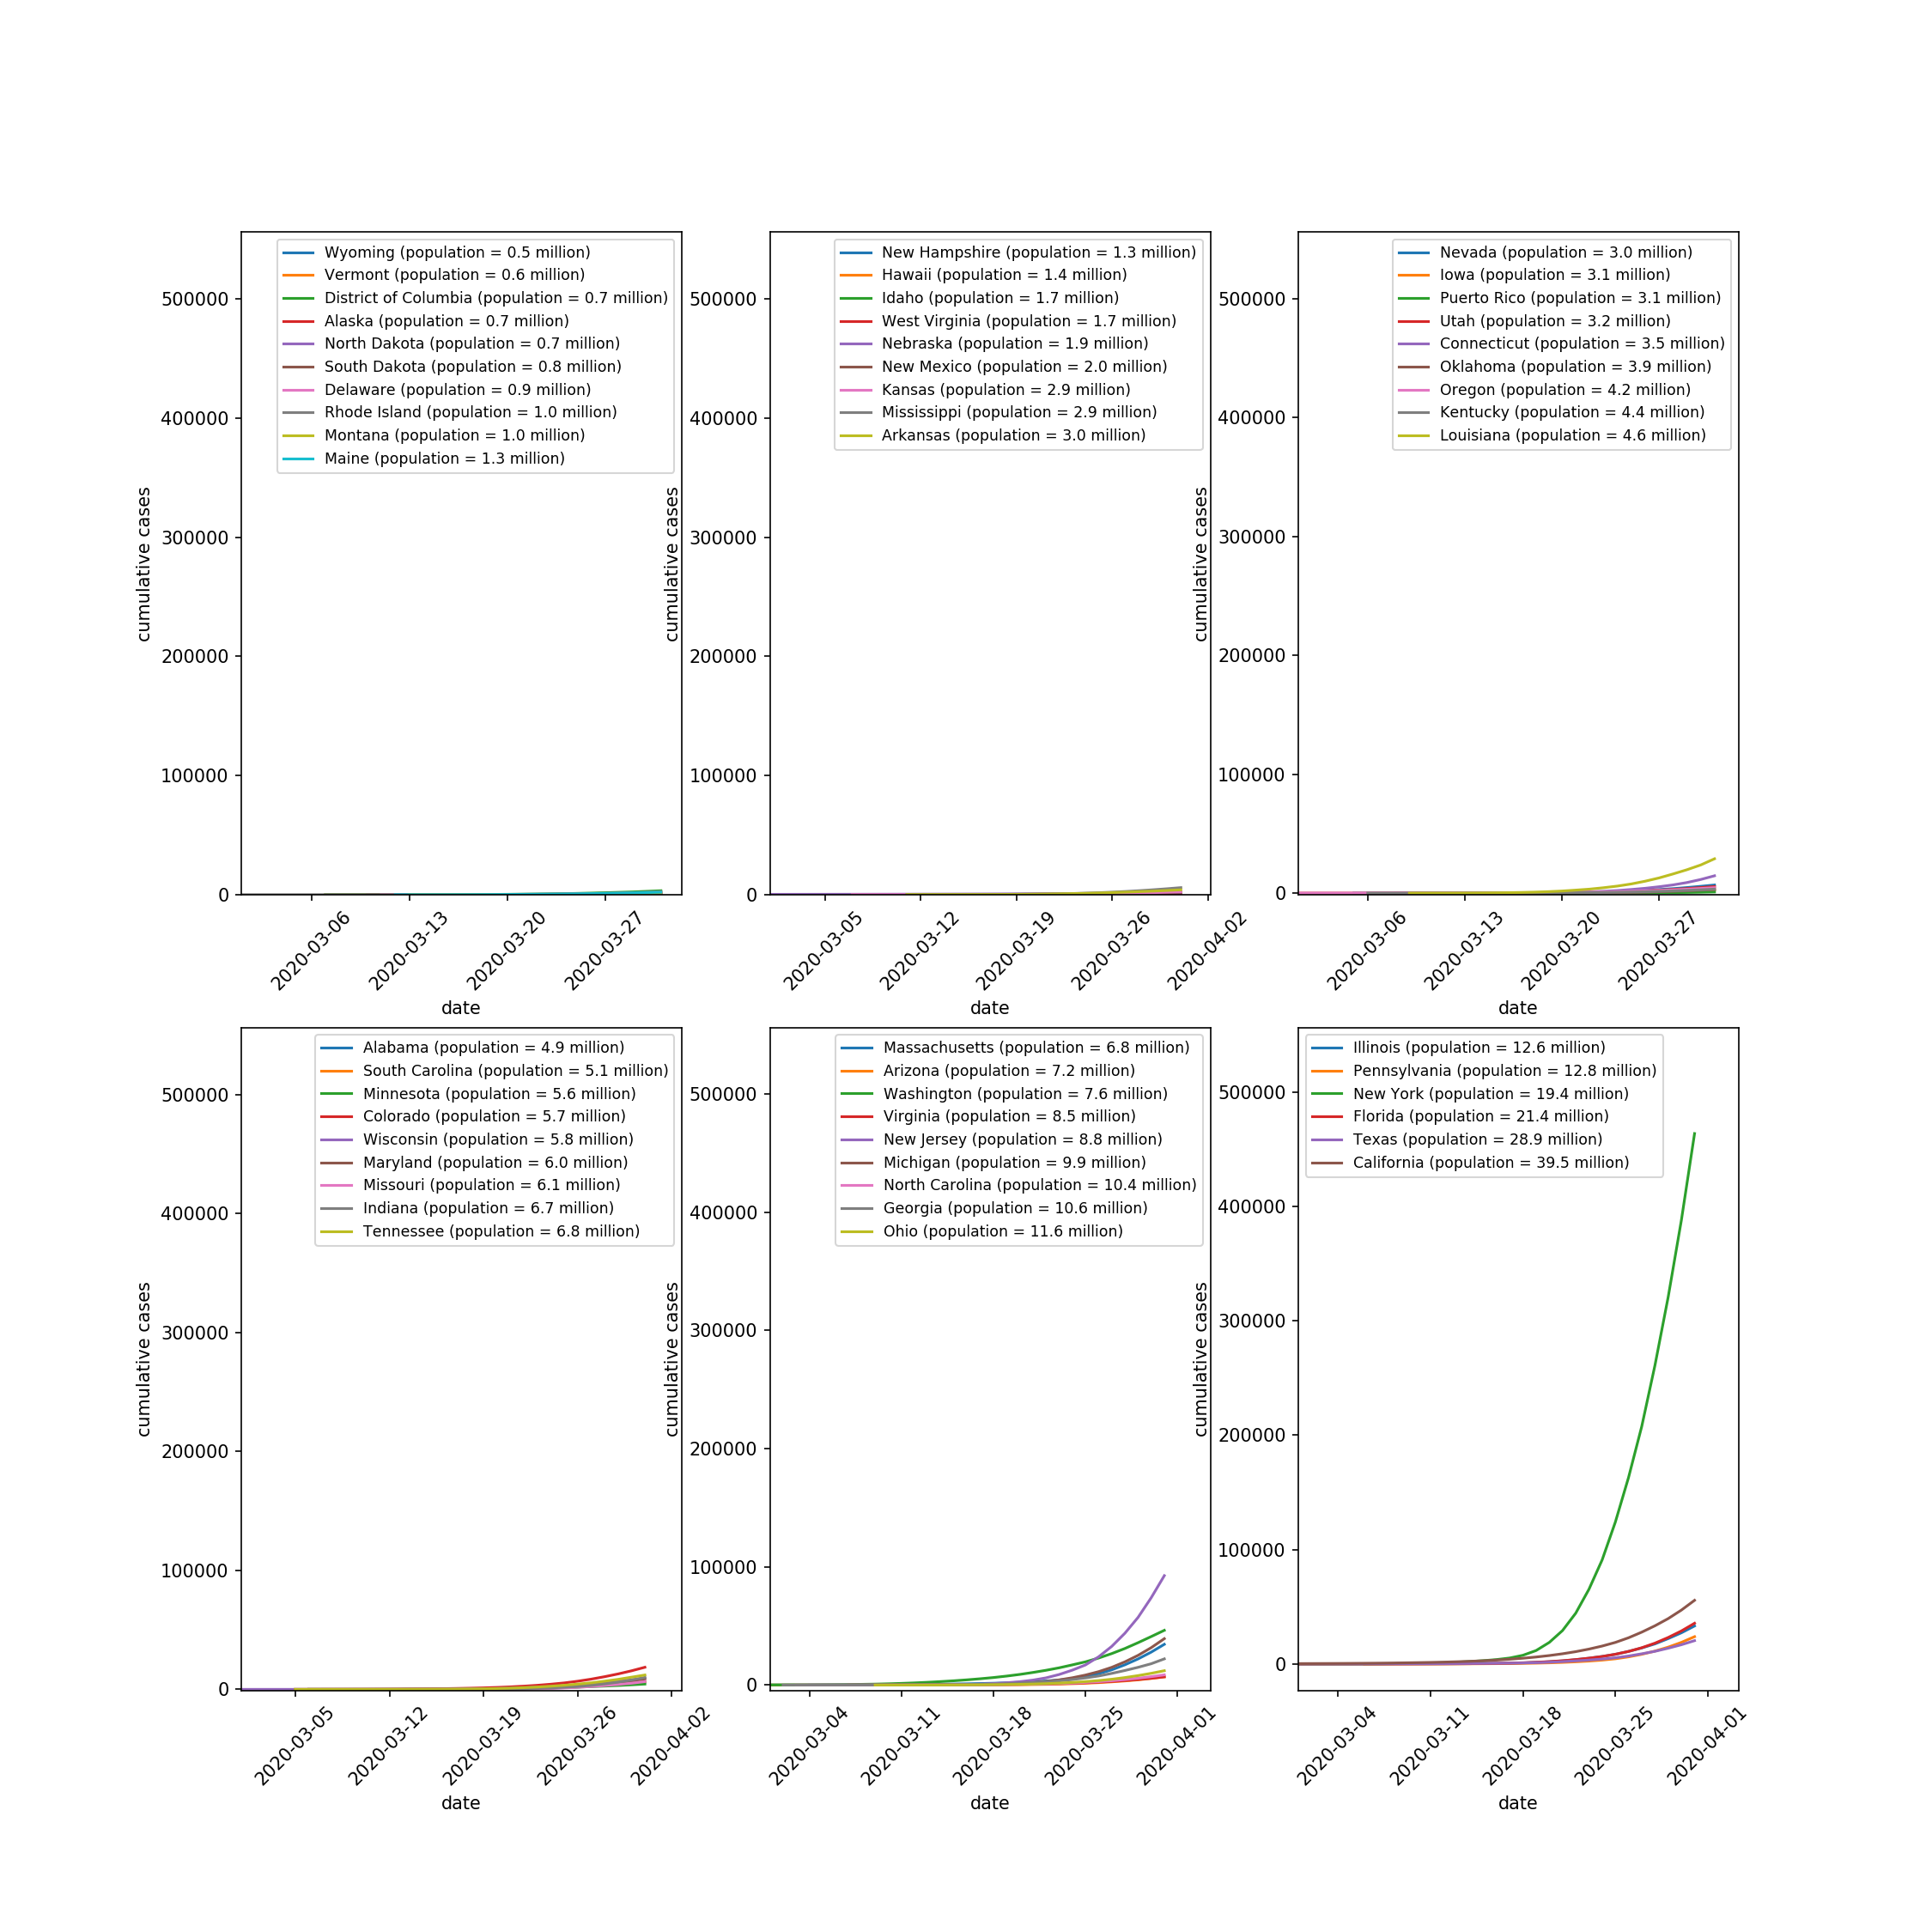 Wyoming (population = 0.5 million)
Vermont (population = 0.6 million)
District of Columbia (population = 0.7 million)
Alaska (population = 0.7 million)
North Dakota (population = 0.7 million)
South Dakota (population = 0.8 million)
Delaware (population = 0.9 million)
Rhode Island (population = 1.0 million)
Montana (population = 1.0 million)
Maine (population = 1.3 million)
500000
400000
300000
200000
100000
0
cumulative cases
2020-03-06
2020-03-13
2020-03-20
2020-03-27
date
New Hampshire (population = 1.3 million)
Hawaii (population = 1.4 million)
Idaho (population = 1.7 million)
West Virginia (population = 1.7 million)
Nebraska (population = 1.9 million)
New Mexico (population = 2.0 million)
Kansas (population = 2.9 million)
Mississippi (population = 2.9 million)
Arkansas (population = 3.0 million)
500000
400000
300000
200000
100000
0
cumulative cases
2020-03-05
2020-03-12
2020-03-19
2020-03-26
2020-04-02
date
Nevada (population = 3.0 million)
Iowa (population = 3.1 million)
Puerto Rico (population = 3.1 million)
Utah (population = 3.2 million)
Connecticut (population = 3.5 million)
Oklahoma (population = 3.9 million)
Oregon (population = 4.2 million)
Kentucky (population = 4.4 million)
Louisiana (population = 4.6 million)
500000
400000
300000
200000
100000
0
cumulative cases
2020-03-06
2020-03-13
2020-03-20
2020-03-27
date
Alabama (population = 4.9 million)
South Carolina (population = 5.1 million)
Minnesota (population = 5.6 million)
Colorado (population = 5.7 million)
Wisconsin (population = 5.8 million)
Maryland (population = 6.0 million)
Missouri (population = 6.1 million)
Indiana (population = 6.7 million)
Tennessee (population = 6.8 million)
500000
400000
300000
200000
100000
0
cumulative cases
2020-03-05
2020-03-12
2020-03-19
2020-03-26
2020-04-02
date
Massachusetts (population = 6.8 million)
Arizona (population = 7.2 million)
Washington (population = 7.6 million)
Virginia (population = 8.5 million)
New Jersey (population = 8.8 million)
Michigan (population = 9.9 million)
North Carolina (population = 10.4 million)
Georgia (population = 10.6 million)
Ohio (population = 11.6 million)
500000
400000
300000
200000
100000
0
cumulative cases
2020-03-04
2020-03-11
2020-03-18
2020-03-25
2020-04-01
date
Illinois (population = 12.6 million)
Pennsylvania (population = 12.8 million)
New York (population = 19.4 million)
Florida (population = 21.4 million)
Texas (population = 28.9 million)
California (population = 39.5 million)
500000
400000
300000
200000
100000
0
cumulative cases
2020-03-04
2020-03-11
2020-03-18
2020-03-25
2020-04-01
date